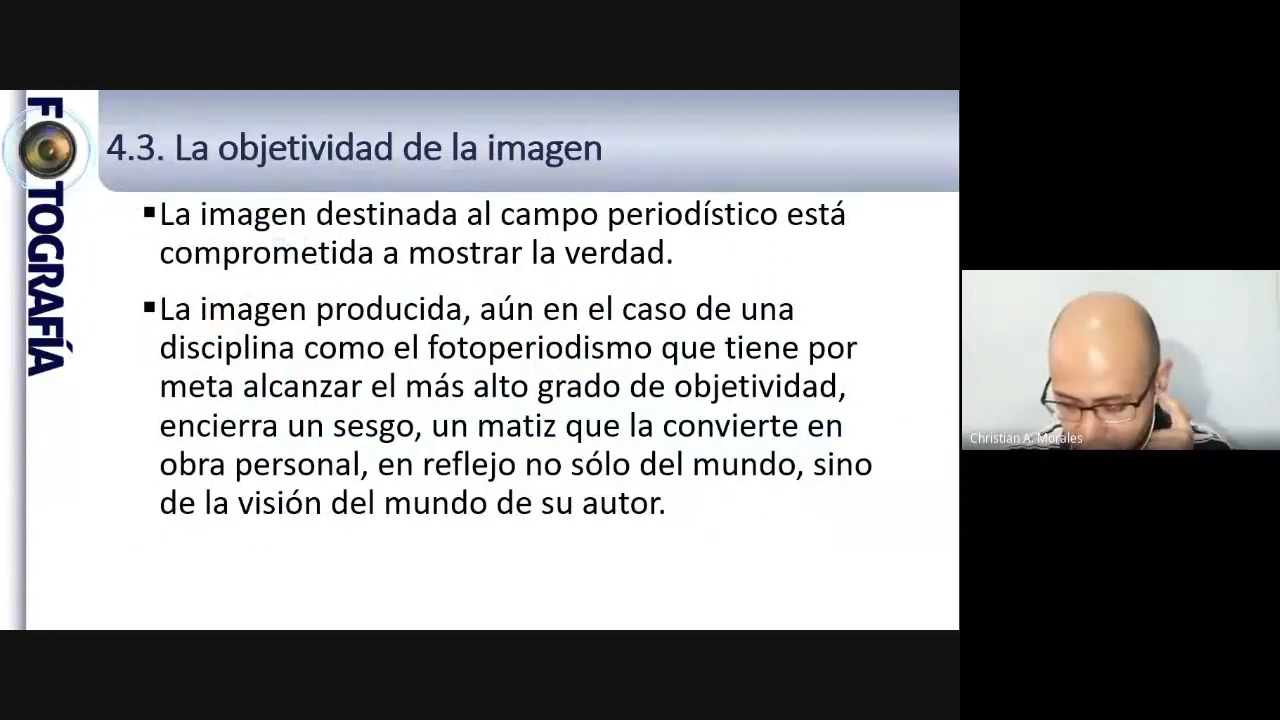 FOTOGRAFÍA
4.3. La objetividad de la imagen
▪La imagen destinada al campo periodístico está
comprometida a mostrar la verdad.
▪La imagen producida, aún en el caso de una
disciplina como el fotoperiodismo que tiene por
meta alcanzar el más alto grado de objetividad,
encierra un sesgo, un matiz que la convierte en
obra personal, en reflejo no sólo del mundo, sino
de la visión del mundo de su autor.
Christian A. Morales